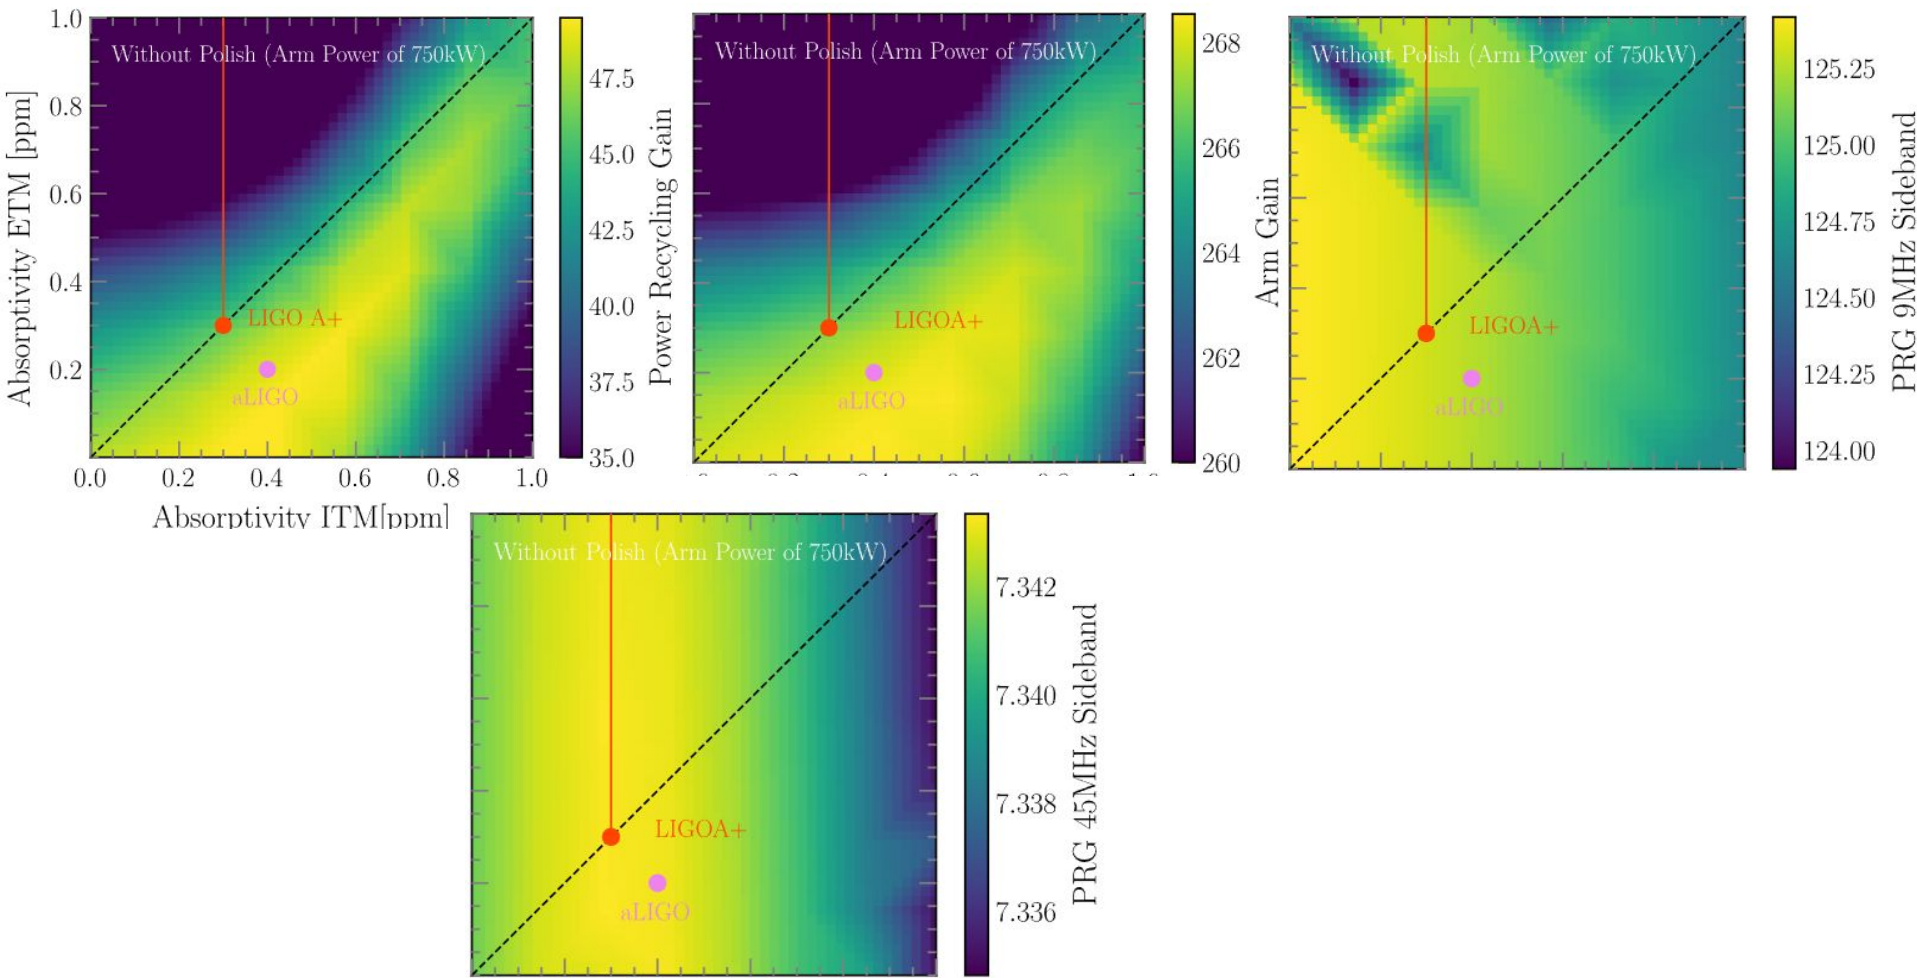 Without Polish (Arm Power of 750kW)
1.0
0.8
0.6
0.4
0.2
Absorptivity ETM [ppm]
LIGO A+
aLIGO
0.0 0.2 0.4 0.6 0.8 1.0
Absorptivity ITM[ppm]
47.5
45.0
42.5
40.0
37.5
35.0
Power Recycling Gain
Without Polish (Arm Power of 750kW)
LIGOA+
aLIGO
268
266
264
262
260
Arm Gain
Without Polish (Arm Power of 750kW)
LIGOA+
aLIGO
125.25
125.00
124.75
124.50
124.25
124.00
PRG 9MHz Sideband
Without Polish (Arm Power of 750kW)
LIGOA+
aLIGO
7.342
7.340
7.338
7.336
PRG 45MHz Sideband